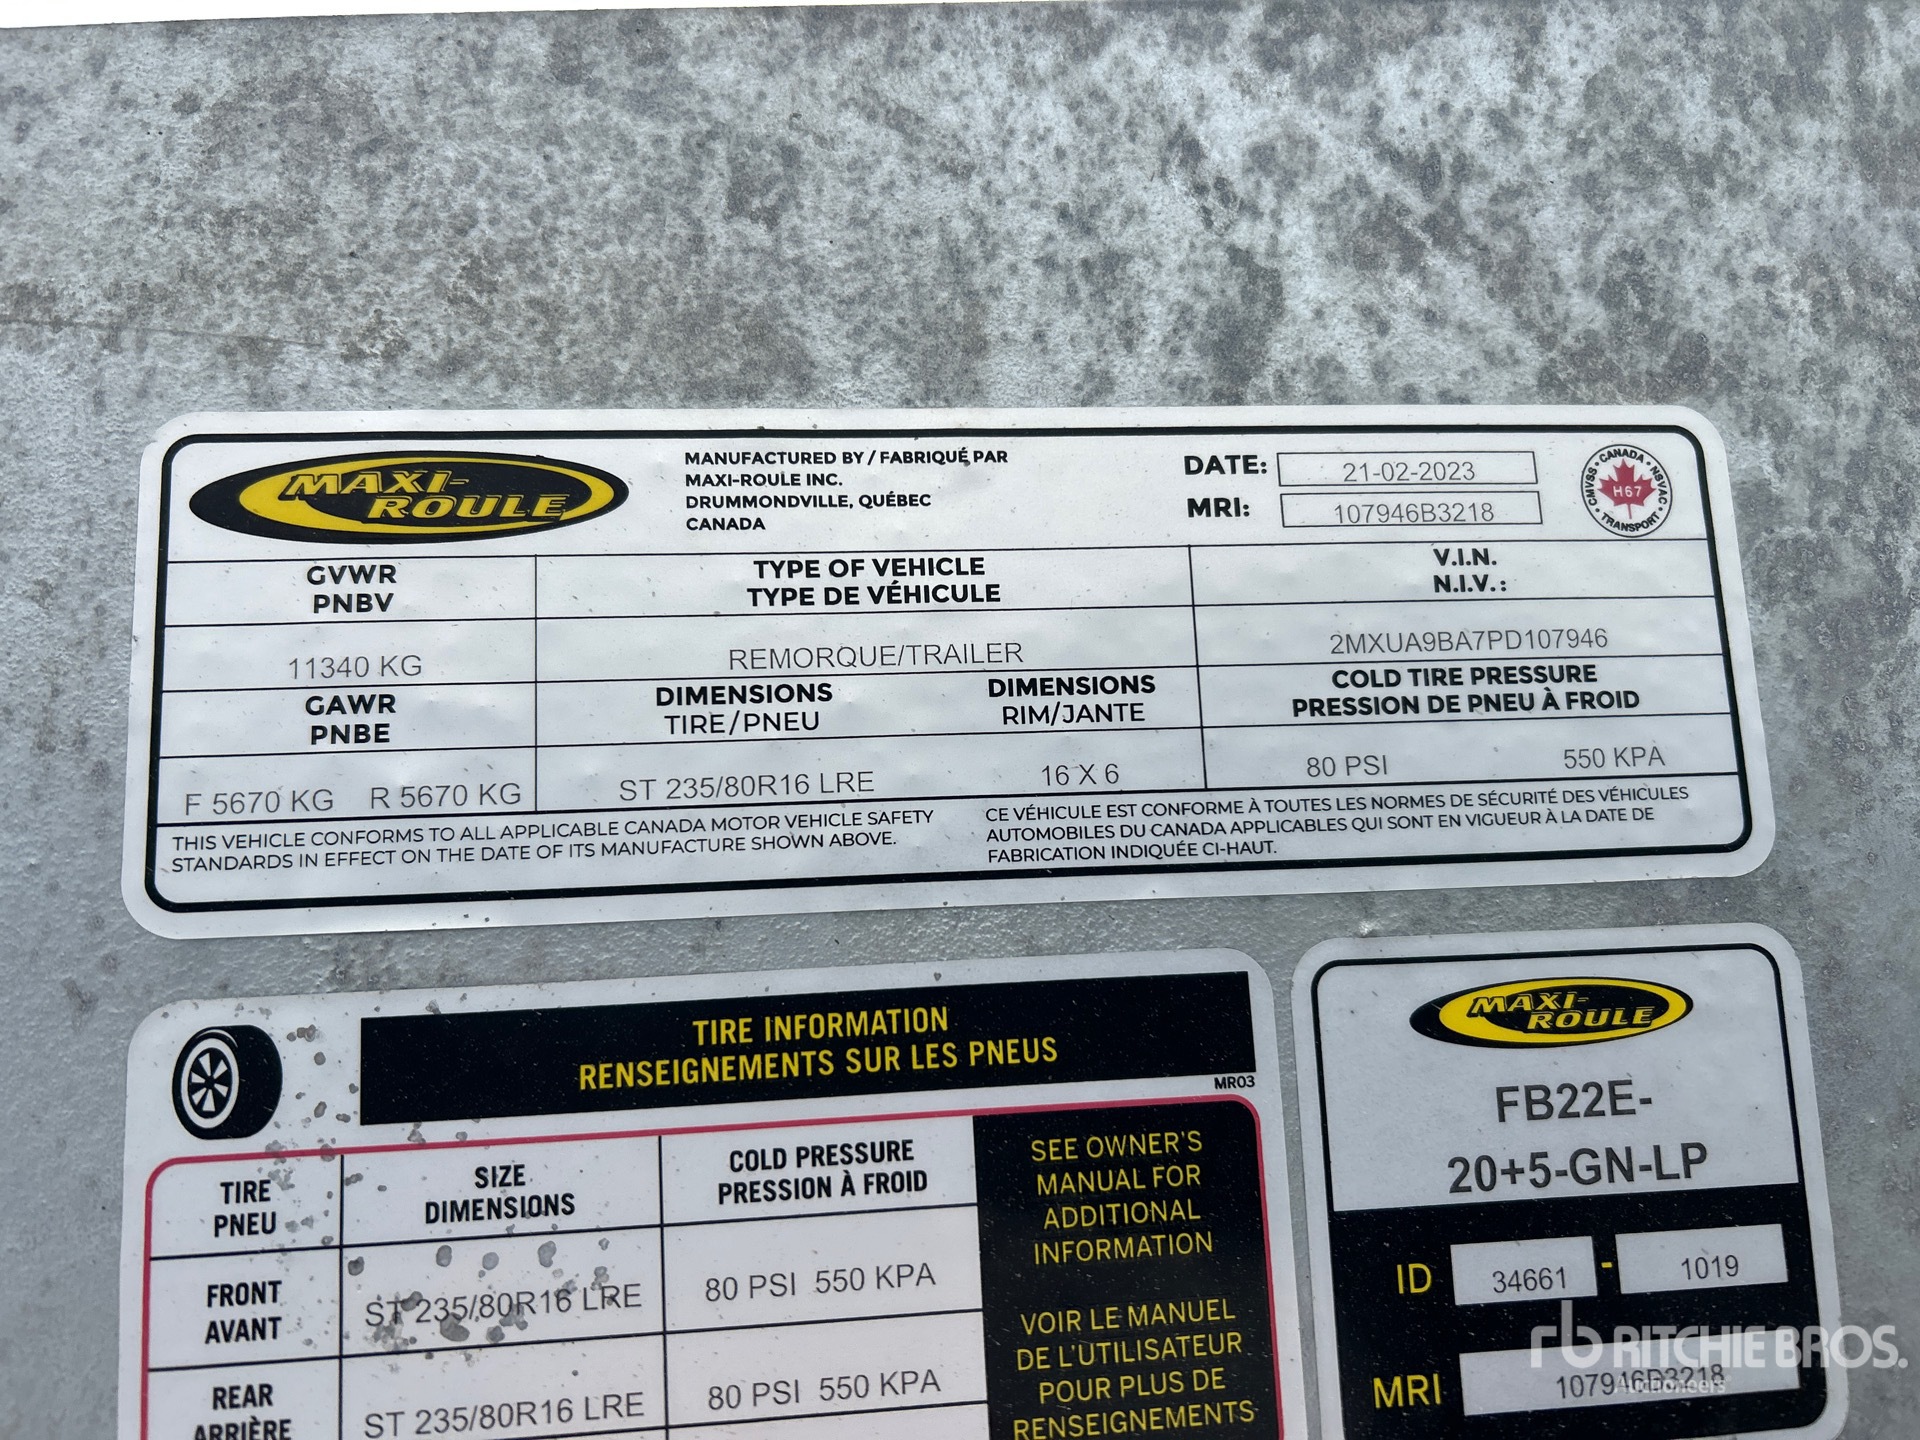 MAXI-ROULE
MANUFACTURED BY / FABRIQUÉ PAR
MAXI-ROULE INC.
DRUMMONDVILLE, QUÉBEC
CANADA
DATE: 21-02-2023
MRI: 107946B3218
CANADA • NSVAC • TRANSPORT • CMVSS •
H67
GVWR
PNBV
TYPE OF VEHICLE
TYPE DE VÉHICULE
V.I.N.
N.I.V.:
11340 KG
REMORQUE/TRAILER
2MXUA9BA7PD107946
GAWR
PNBE
DIMENSIONS
TIRE/PNEU
DIMENSIONS
RIM/JANTE
COLD TIRE PRESSURE
PRESSION DE PNEU À FROID
F 5670 KG R 5670 KG
ST 235/80R16 LRE
16 X 6
80 PSI
550 KPA
THIS VEHICLE CONFORMS TO ALL APPLICABLE CANADA MOTOR VEHICLE SAFETY
STANDARDS IN EFFECT ON THE DATE OF ITS MANUFACTURE SHOWN ABOVE.
CE VÉHICULE EST CONFORME À TOUTES LES NORMES DE SÉCURITÉ DES VÉHICULES
AUTOMOBILES DU CANADA APPLICABLES QUI SONT EN VIGUEUR À LA DATE DE
FABRICATION INDIQUÉE CI-HAUT.
TIRE INFORMATION
RENSEIGNEMENTS SUR LES PNEUS
MR03
TIRE
PNEU
SIZE
DIMENSIONS
COLD PRESSURE
PRESSION À FROID
FRONT
AVANT
ST 235/80R16 LRE
80 PSI 550 KPA
REAR
ARRIÈRE
ST 235/80R16 LRE
80 PSI 550 KPA
SEE OWNER'S
MANUAL FOR
ADDITIONAL
INFORMATION
VOIR LE MANUEL
DE L'UTILISATEUR
POUR PLUS DE
RENSEIGNEMENTS
MAXI-ROULE
FB22E-
20+5-GN-LP
ID 34661 - 1019
MRI 107946B3218
rb RITCHIE BROS.
Auctioneers